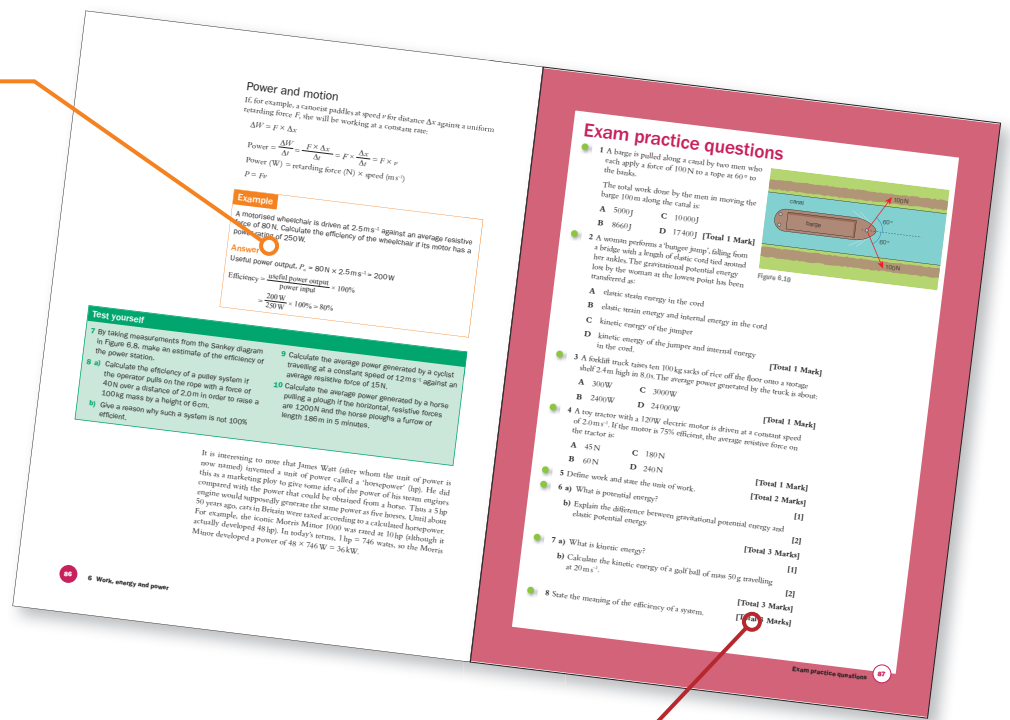 Power and motion
If, for example, a canoeist paddles at speed v for distance Δx against a uniform
retarding force F, she will be working at a constant rate:
ΔW = F × Δx
Power = ΔW/Δt = F × Δx/Δt = F × Δx/Δt = F × v
Power (W) = retarding force (N) × speed (m s⁻¹)
P = Fv
Example
A motorised wheelchair is driven at 2.5 m s⁻¹ against an average resistive
force of 80 N. Calculate the efficiency of the wheelchair if its motor has a
power rating of 250 W.
Answer
Useful power output, P = 80 N × 2.5 m s⁻¹ = 200 W
Efficiency = useful power output/power input × 100%
= 200 W/250 W × 100% = 80%
Test yourself
7 By taking measurements from the Sankey diagram
in Figure 6.8, make an estimate of the efficiency of
the power station.
8 a) Calculate the efficiency of a pulley system if
the operator pulls on the rope with a force of
40 N over a distance of 2.0 m in order to raise a
100 kg mass by a height of 6 cm.
b) Give a reason why such a system is not 100%
efficient.
9 Calculate the average power generated by a cyclist
travelling at a constant speed of 12 m s⁻¹ against an
average resistive force of 15 N.
10 Calculate the average power generated by a horse
pulling a plough if the horizontal, resistive forces
are 1200 N and the horse ploughs a furrow of
length 186 m in 5 minutes.
It is interesting to note that James Watt (after whom the unit of power is
now named) invented a unit of power called a 'horsepower' (hp). He did
this as a marketing ploy to give some idea of the power of his steam engines
compared with the power that could be obtained from a horse. Thus a 5 hp
engine would supposedly generate the same power as five horses. Until about
50 years ago, cars in Britain were taxed according to a calculated horsepower.
For example, the iconic Morris Minor 1000 was rated at 10 hp (although it
actually developed 48 hp). In today's terms, 1 hp = 746 watts, so the Morris
Minor developed a power of 48 × 746 W = 36 kW.
86
6 Work, energy and power
Exam practice questions
1 A barge is pulled along a canal by two men who
each apply a force of 100 N to a rope at 60° to
the banks.
The total work done by the men in moving the
barge 100 m along the canal is:
A 5000 J C 10 000 J
B 8660 J D 17 400 J [Total 1 Mark]
canal
barge
100 N
60°
60°
100 N
Figure 6.18
2 A woman performs a 'bungee jump', falling from
a bridge with a length of elastic cord tied around
her ankles. The gravitational potential energy
lost by the woman at the lowest point has been
transferred as:
A elastic strain energy in the cord
B elastic strain energy and internal energy in the cord
C kinetic energy of the jumper
D kinetic energy of the jumper and internal energy
in the cord.
[Total 1 Mark]
3 A forklift truck raises ten 100 kg sacks of rice off the floor onto a storage
shelf 2.4 m high in 8.0 s. The average power generated by the truck is about:
A 300 W C 3000 W
B 2400 W D 24 000 W
[Total 1 Mark]
4 A toy tractor with a 120 W electric motor is driven at a constant speed
of 2.0 m s⁻¹. If the motor is 75% efficient, the average resistive force on
the tractor is:
A 45 N C 180 N
B 60 N D 240 N
[Total 1 Mark]
5 Define work and state the unit of work.
[Total 2 Marks]
6 a) What is potential energy?
[1]
b) Explain the difference between gravitational potential energy and
elastic potential energy.
[2]
[Total 3 Marks]
7 a) What is kinetic energy?
[1]
b) Calculate the kinetic energy of a golf ball of mass 50 g travelling
at 20 m s⁻¹.
[2]
[Total 3 Marks]
8 State the meaning of the efficiency of a system.
Marks]
Exam practice questions
87